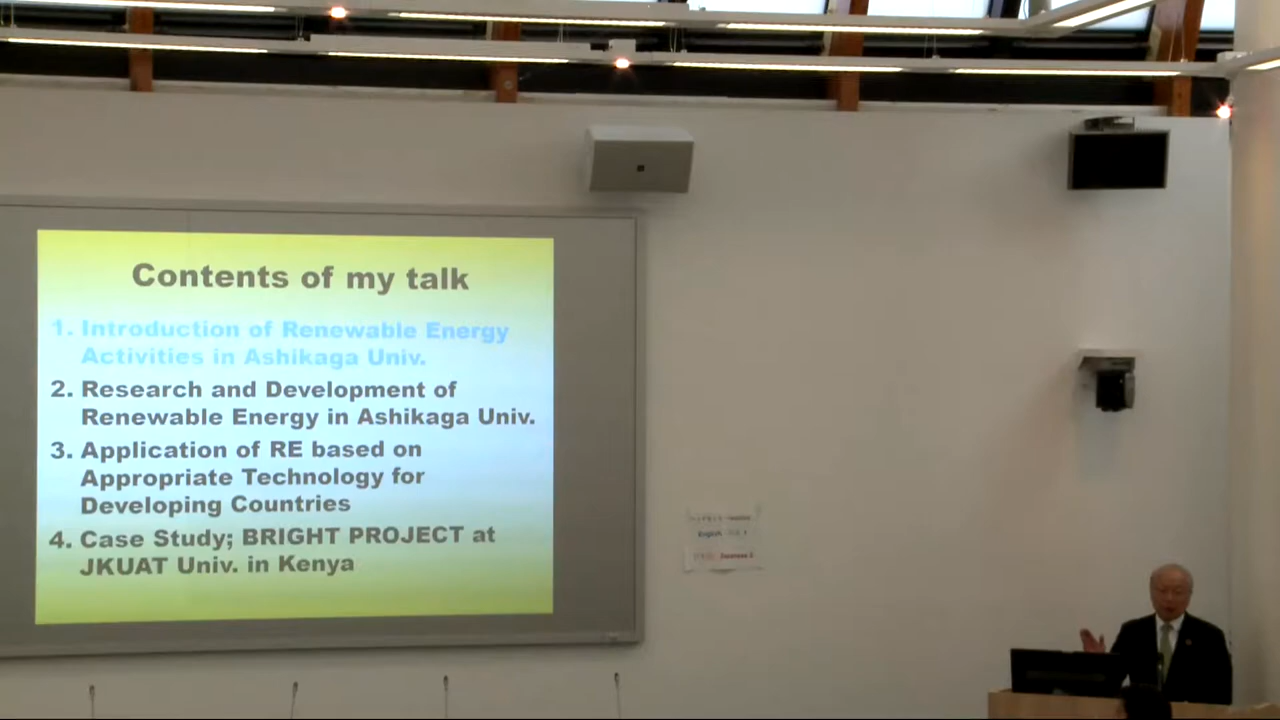 Contents of my talk
1. Introduction of Renewable Energy
Activities in Ashikaga Univ.
2. Research and Development of
Renewable Energy in Ashikaga Univ.
3. Application of RE based on
Appropriate Technology for
Developing Countries
4. Case Study; BRIGHT PROJECT at
JKUAT Univ. in Kenya
English